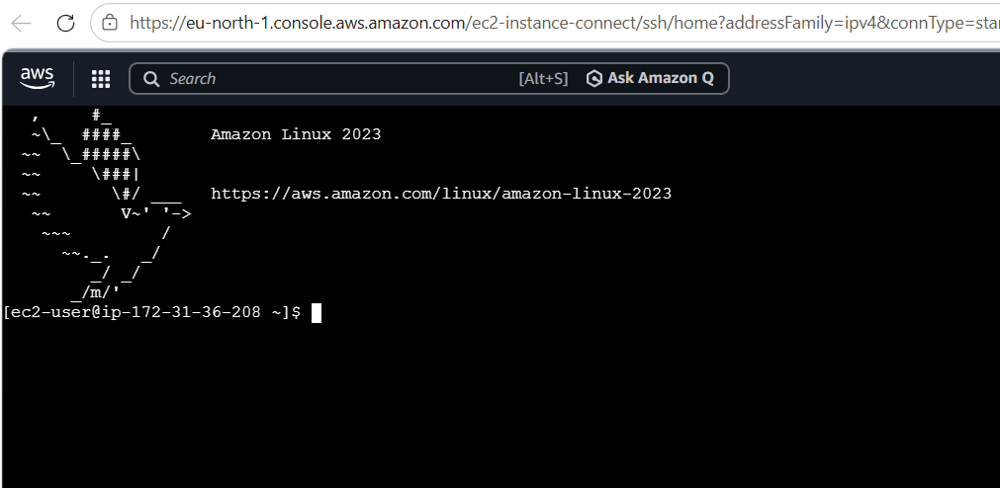 https://eu-north-1.console.aws.amazon.com/ec2-instance-connect/ssh/home?addressFamily=ipv4&connType=sta
aws Search [Alt+S] Ask Amazon Q
   ,     #_
   ~\_  ####_        Amazon Linux 2023
  ~~  \_#####\
  ~~     \###|
  ~~       \#/ ___   https://aws.amazon.com/linux/amazon-linux-2023
   ~~       V~' '->
    ~~~         /
      ~~._.   _/
         _/ _/
       _/m/'
[ec2-user@ip-172-31-36-208 ~]$